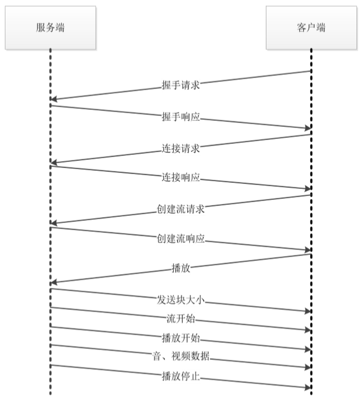 服务端
客户端
握手请求
握手响应
连接请求
连接响应
创建流请求
创建流响应
播放
发送块大小
流开始
播放开始
音、视频数据
播放停止